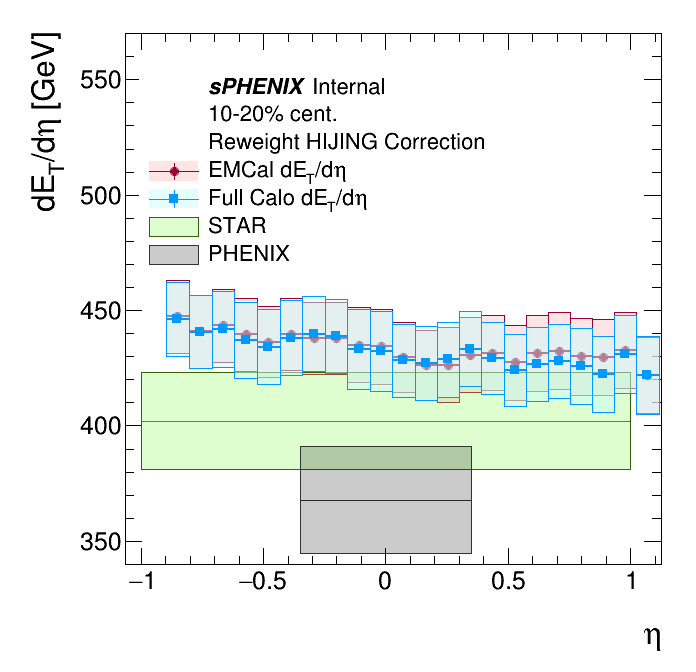 dE_T/dη [GeV]
550
500
450
400
350
sPHENIX Internal
10-20% cent.
Reweight HIJING Correction
EMCal dE_T/dη
Full Calo dE_T/dη
STAR
PHENIX
−1
−0.5
0
0.5
1
η